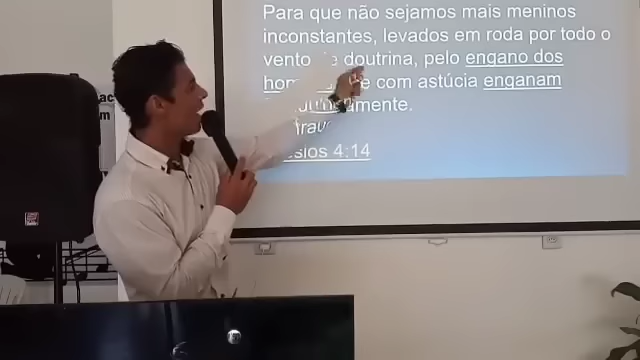 Para que não sejamos mais meninos
inconstantes, levados em roda por todo o
vento doutrina, pelo engano dos
com astúcia enganam
4:14